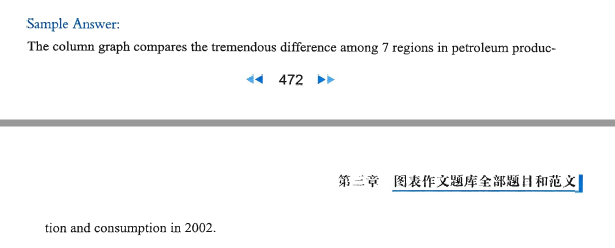 Sample Answer:
The column graph compares the tremendous difference among 7 regions in petroleum produc-
472
第三章 图表作文题库全部题目和范文
tion and consumption in 2002.